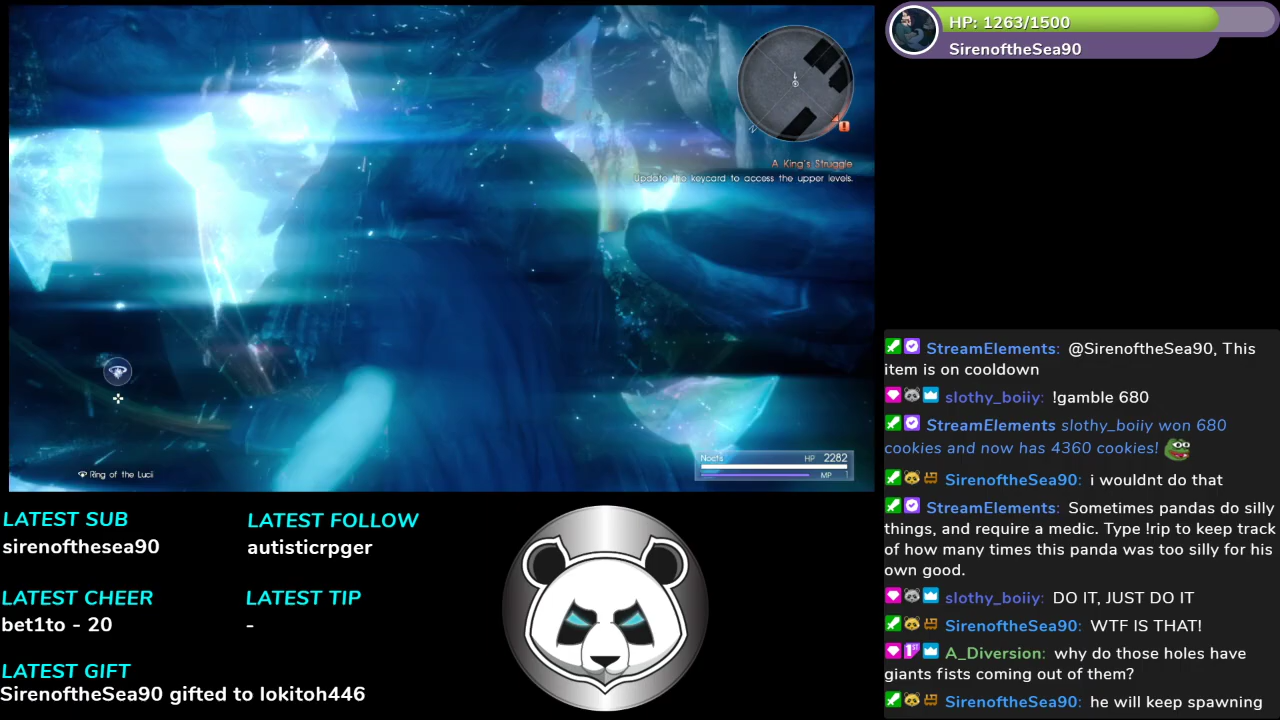 HP: 1263/1500
SirenoftheSea90
N
A King's Struggle
Update the keycard to access the upper levels.
Ring of the Lucii
Noctis HP 2282
MP 1
StreamElements: @SirenoftheSea90, This
item is on cooldown
slothy_boiiy: !gamble 680
StreamElements slothy_boiiy won 680
cookies and now has 4360 cookies!
SirenoftheSea90: i wouldnt do that
StreamElements: Sometimes pandas do silly
things, and require a medic. Type !rip to keep track
of how many times this panda was too silly for his
own good.
slothy_boiiy: DO IT, JUST DO IT
SirenoftheSea90: WTF IS THAT!
A_Diversion: why do those holes have
giants fists coming out of them?
SirenoftheSea90: he will keep spawning
LATEST SUB
sirenofthesea90
LATEST FOLLOW
autisticrpger
LATEST CHEER
bet1to - 20
LATEST TIP
-
LATEST GIFT
SirenoftheSea90 gifted to lokitoh446